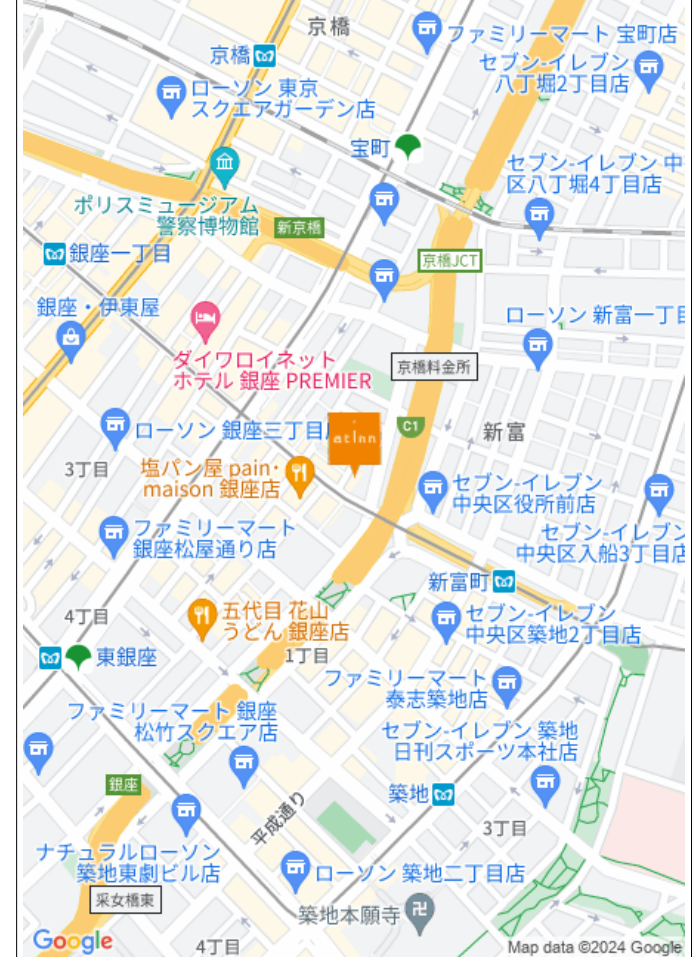 京橋
ファミリーマート 宝町店
京橋
セブン-イレブン
八丁堀2丁目店
ローソン 東京
スクエアガーデン店
宝町
セブン-イレブン 中
区八丁堀4丁目店
ポリスミュージアム
警察博物館
新京橋
銀座一丁目
京橋JCT
銀座・伊東屋
ローソン 新富一丁目
ダイワロイネット
ホテル 銀座 PREMIER
京橋料金所
ローソン 銀座三丁目
atinn
C1
新富
3丁目
塩パン屋 pain・
maison 銀座店
セブン-イレブン
中央区役所前店
ファミリーマート
銀座松屋通り店
セブン-イレブン
中央区入船3丁目店
新富町
4丁目
五代目 花山
うどん 銀座店
セブン-イレブン
中央区築地2丁目店
東銀座
1丁目
ファミリーマート
泰志築地店
ファミリーマート 銀座
松竹スクエア店
セブン-イレブン 築地
日刊スポーツ本社店
銀座
築地
平成通り
3丁目
ナチュラルローソン
築地東劇ビル店
ローソン 築地二丁目店
采女橋東
築地本願寺
卍
Google
4丁目
Map data ©2024 Google